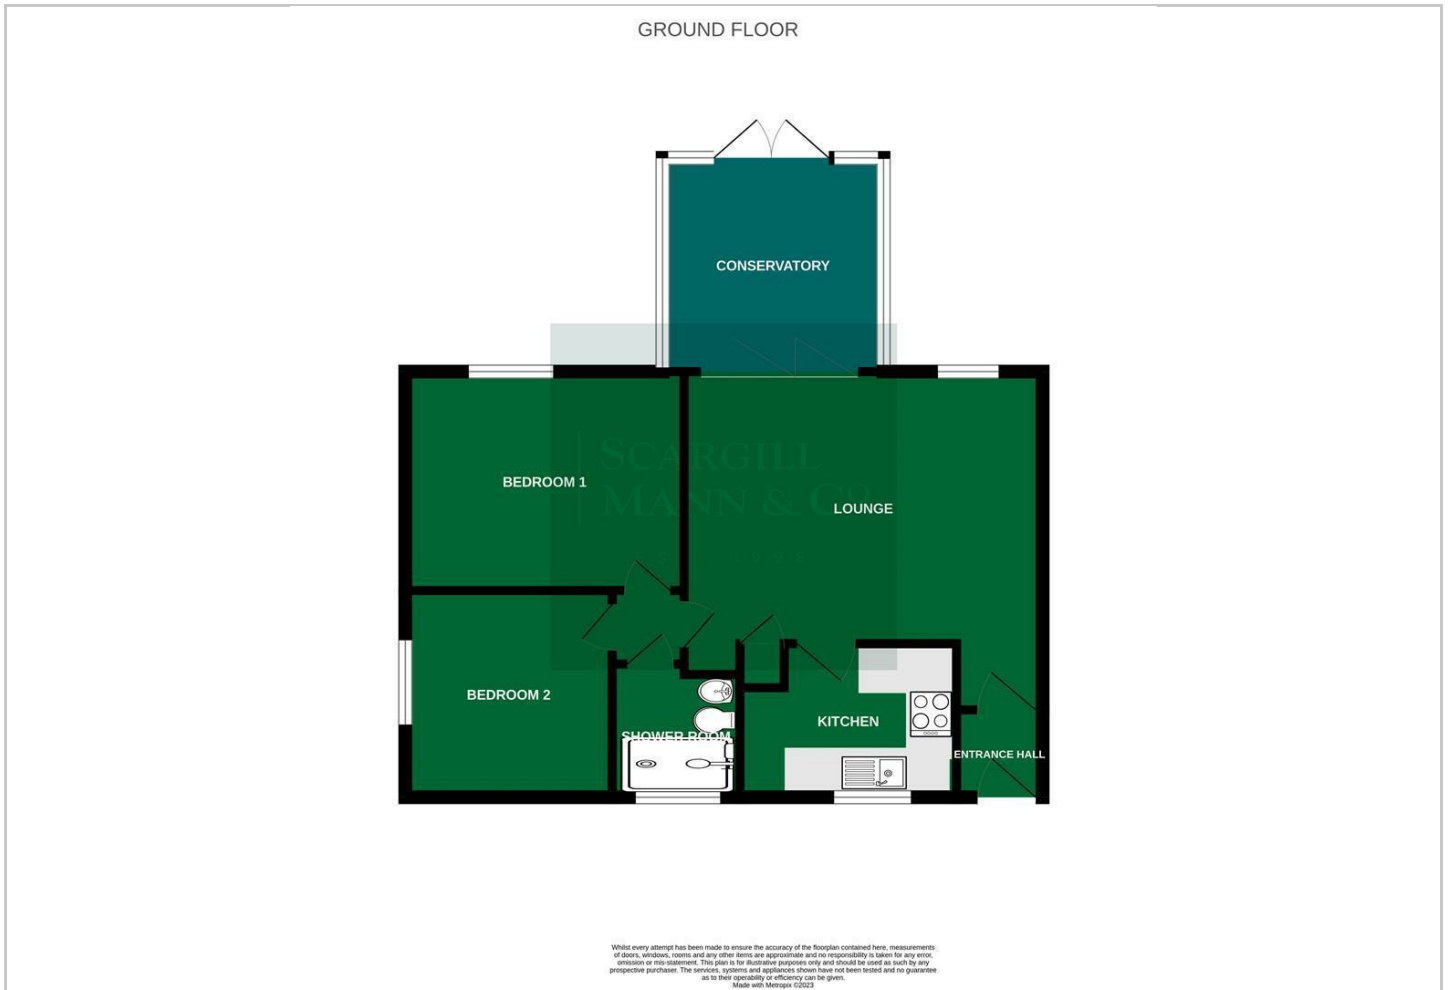 GROUND FLOOR
CONSERVATORY
SCARGILL
MANN & CO
BEDROOM 1
LOUNGE
BEDROOM 2
KITCHEN
SHOWER ROOM
ENTRANCE HALL
Whilst every attempt has been made to ensure the accuracy of the floorplan contained here, measurements
of doors, windows, rooms and any other items are approximate and no responsibility is taken for any error,
omission or mis-statement. This plan is for illustrative purposes only and should be used as such by any
prospective purchaser. The services, systems and appliances shown have not been tested and no guarantee
as to their operability or efficiency can be given.
Made with Metropix ©2023